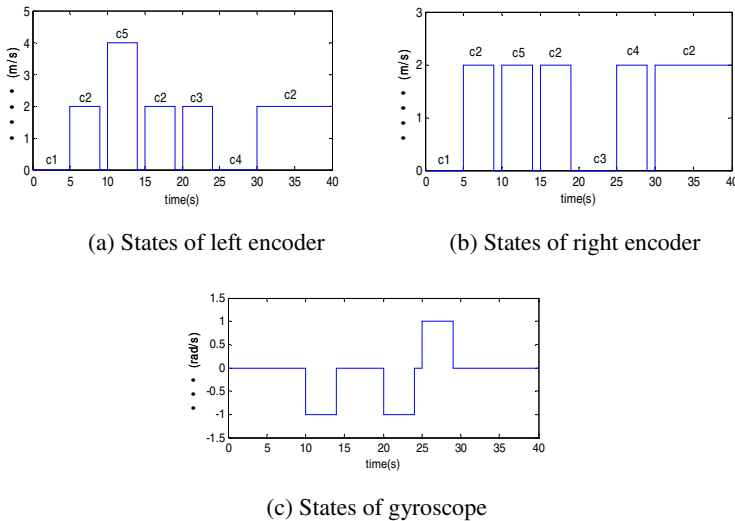 5
4
3
2
1
0
• • • • (m/s)
c1
c2
c5
c2
c3
c4
c2
0 5 10 15 20 25 30 35 40
time(s)
(a) States of left encoder
3
2
1
0
• • • • (m/s)
c1
c2
c5
c2
c3
c4
c2
0 5 10 15 20 25 30 35 40
time(s)
(b) States of right encoder
1.5
1
0.5
0
-0.5
-1
-1.5
• • • • (rad/s)
0 5 10 15 20 25 30 35 40
time(s)
(c) States of gyroscope